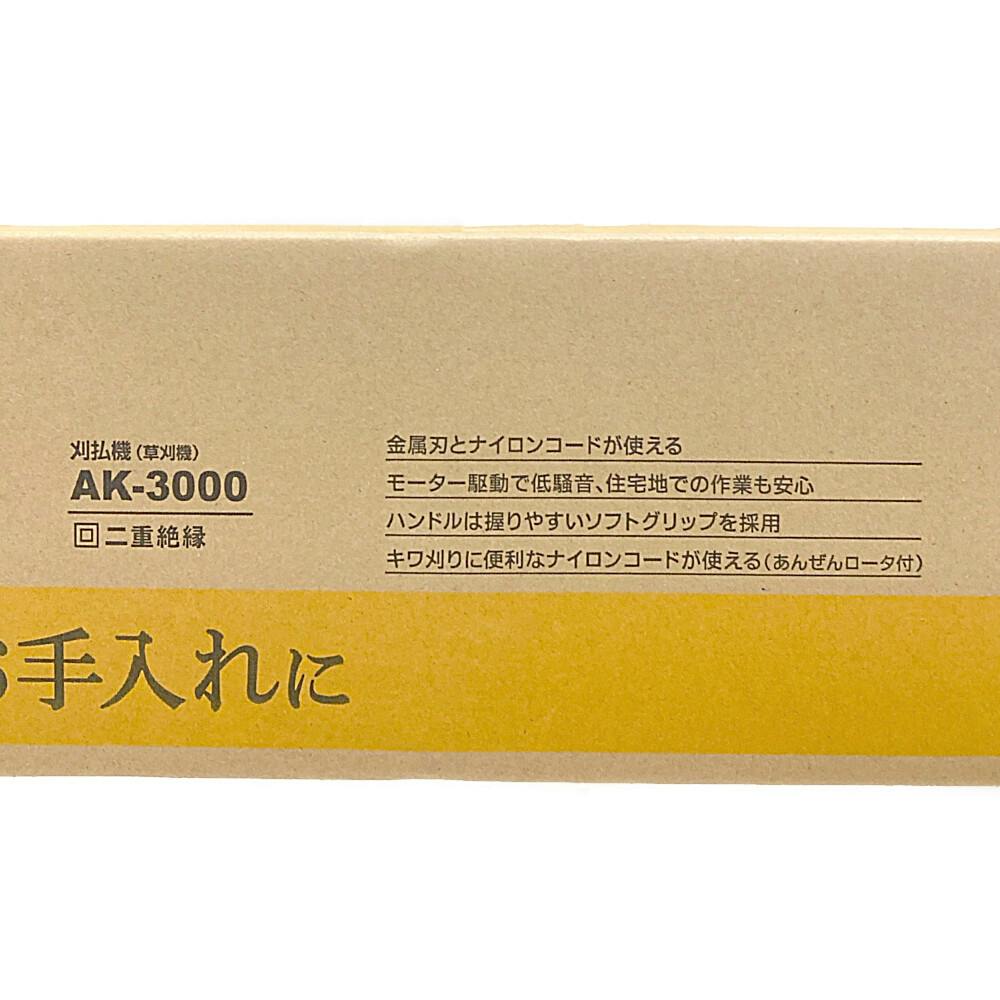 刈払機(草刈機)
AK-3000
回 二重絶縁
金属刃とナイロンコードが使える
モーター駆動で低騒音、住宅地での作業も安心
ハンドルは握りやすいソフトグリップを採用
キワ刈りに便利なナイロンコードが使える(あんぜんロータ付)
お手入れに